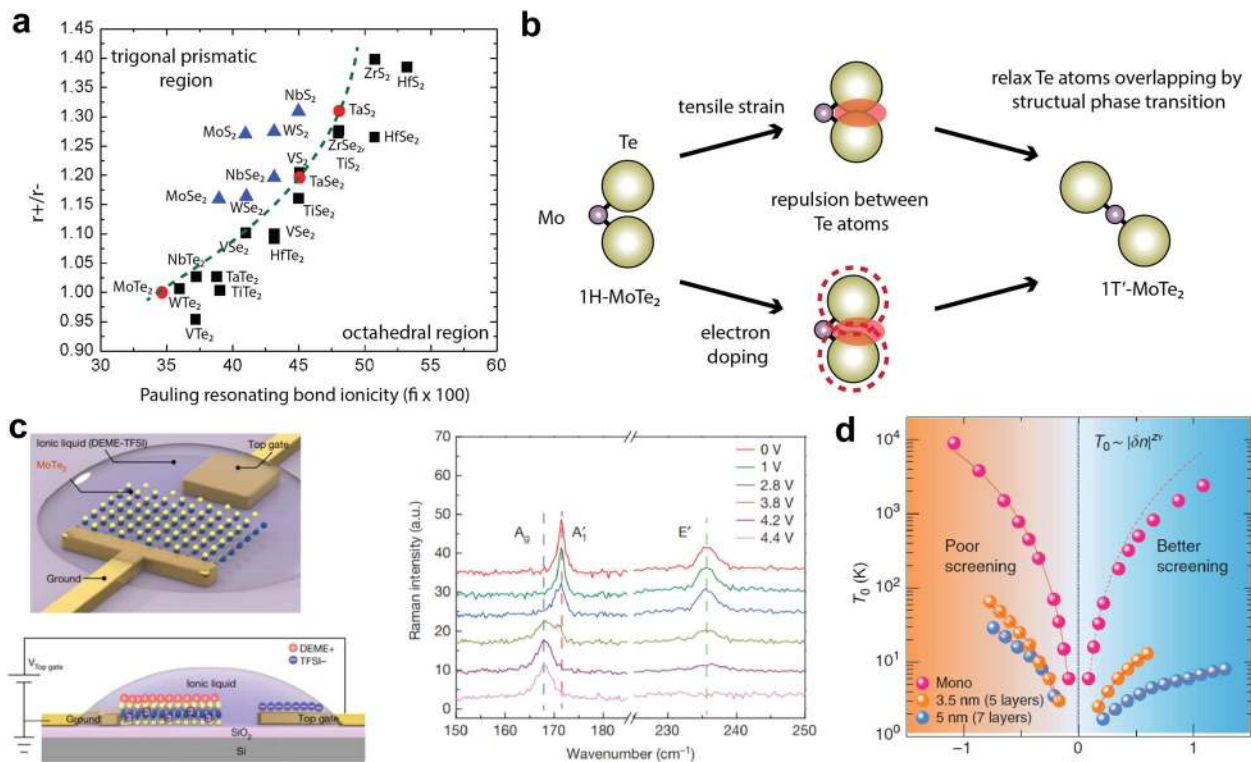 a
trigonal prismatic
region
octahedral region
r+/r-
1.45
1.40
1.35
1.30
1.25
1.20
1.15
1.10
1.05
1.00
0.95
0.90
30
35
40
45
50
55
60
Pauling resonating bond ionicity (fi x 100)
ZrS₂
HfS₂
NbS₂
TaS₂
MoS₂
WS₂
ZrSe₂,
TiS₂
HfSe₂
VS₂
NbSe₂
TaSe₂
MoSe₂
WSe₂
TiSe₂
VSe₂
VSe₂
HfTe₂
NbTe₂
MoTe₂
WTe₂
TaTe₂
TiTe₂
VTe₂
b
tensile strain
relax Te atoms overlapping by
structual phase transition
Te
Mo
repulsion between
Te atoms
1H-MoTe₂
1T′-MoTe₂
electron
doping
c
Ionic liquid (DEME-TFSI)
Top gate
MoTe₂
Ground
V Top gate
DEME+
TFSI−
Ionic liquid
Ground
Top gate
SiO₂
Si
Raman intensity (a.u.)
70
60
50
40
30
20
10
0
150
160
170
180
230
240
250
Wavenumber (cm⁻¹)
A_g
A′₁
E′
0 V
1 V
2.8 V
3.8 V
4.2 V
4.4 V
d
T₀ ~ |δn|^zν
Poor
screening
Better
screening
T₀ (K)
10⁴
10³
10²
10¹
10⁰
Mono
3.5 nm (5 layers)
5 nm (7 layers)
−1
0
1